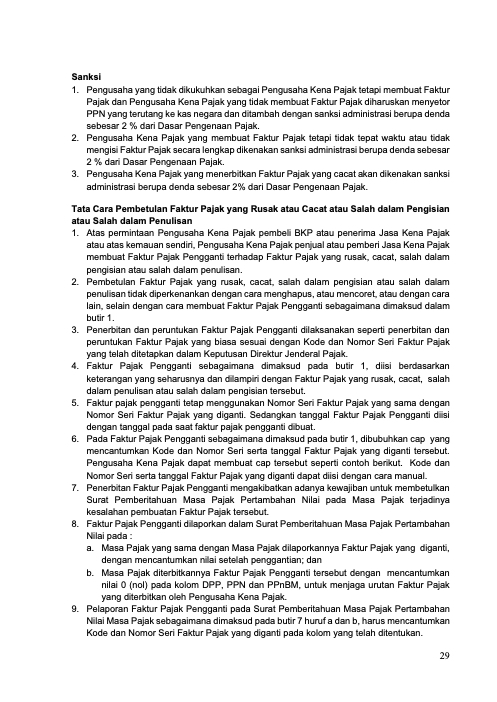 Sanksi
1. Pengusaha yang tidak dikukuhkan sebagai Pengusaha Kena Pajak tetapi membuat Faktur
Pajak dan Pengusaha Kena Pajak yang tidak membuat Faktur Pajak diharuskan menyetor
PPN yang terutang ke kas negara dan ditambah dengan sanksi administrasi berupa denda
sebesar 2 % dari Dasar Pengenaan Pajak.
2. Pengusaha Kena Pajak yang membuat Faktur Pajak tetapi tidak tepat waktu atau tidak
mengisi Faktur Pajak secara lengkap dikenakan sanksi administrasi berupa denda sebesar
2 % dari Dasar Pengenaan Pajak.
3. Pengusaha Kena Pajak yang menerbitkan Faktur Pajak yang cacat akan dikenakan sanksi
administrasi berupa denda sebesar 2% dari Dasar Pengenaan Pajak.
Tata Cara Pembetulan Faktur Pajak yang Rusak atau Cacat atau Salah dalam Pengisian
atau Salah dalam Penulisan
1. Atas permintaan Pengusaha Kena Pajak pembeli BKP atau penerima Jasa Kena Pajak
atau atas kemauan sendiri, Pengusaha Kena Pajak penjual atau pemberi Jasa Kena Pajak
membuat Faktur Pajak Pengganti terhadap Faktur Pajak yang rusak, cacat, salah dalam
pengisian atau salah dalam penulisan.
2. Pembetulan Faktur Pajak yang rusak, cacat, salah dalam pengisian atau salah dalam
penulisan tidak diperkenankan dengan cara menghapus, atau mencoret, atau dengan cara
lain, selain dengan cara membuat Faktur Pajak Pengganti sebagaimana dimaksud dalam
butir 1.
3. Penerbitan dan peruntukan Faktur Pajak Pengganti dilaksanakan seperti penerbitan dan
peruntukan Faktur Pajak yang biasa sesuai dengan Kode dan Nomor Seri Faktur Pajak
yang telah ditetapkan dalam Keputusan Direktur Jenderal Pajak.
4. Faktur Pajak Pengganti sebagaimana dimaksud pada butir 1, diisi berdasarkan
keterangan yang seharusnya dan dilampiri dengan Faktur Pajak yang rusak, cacat, salah
dalam penulisan atau salah dalam pengisian tersebut.
5. Faktur pajak pengganti tetap menggunakan Nomor Seri Faktur Pajak yang sama dengan
Nomor Seri Faktur Pajak yang diganti. Sedangkan tanggal Faktur Pajak Pengganti diisi
dengan tanggal pada saat faktur pajak pengganti dibuat.
6. Pada Faktur Pajak Pengganti sebagaimana dimaksud pada butir 1, dibubuhkan cap yang
mencantumkan Kode dan Nomor Seri serta tanggal Faktur Pajak yang diganti tersebut.
Pengusaha Kena Pajak dapat membuat cap tersebut seperti contoh berikut. Kode dan
Nomor Seri serta tanggal Faktur Pajak yang diganti dapat diisi dengan cara manual.
7. Penerbitan Faktur Pajak Pengganti mengakibatkan adanya kewajiban untuk membetulkan
Surat Pemberitahuan Masa Pajak Pertambahan Nilai pada Masa Pajak terjadinya
kesalahan pembuatan Faktur Pajak tersebut.
8. Faktur Pajak Pengganti dilaporkan dalam Surat Pemberitahuan Masa Pajak Pertambahan
Nilai pada :
a. Masa Pajak yang sama dengan Masa Pajak dilaporkannya Faktur Pajak yang diganti,
dengan mencantumkan nilai setelah penggantian; dan
b. Masa Pajak diterbitkannya Faktur Pajak Pengganti tersebut dengan mencantumkan
nilai 0 (nol) pada kolom DPP, PPN dan PPnBM, untuk menjaga urutan Faktur Pajak
yang diterbitkan oleh Pengusaha Kena Pajak.
9. Pelaporan Faktur Pajak Pengganti pada Surat Pemberitahuan Masa Pajak Pertambahan
Nilai Masa Pajak sebagaimana dimaksud pada butir 7 huruf a dan b, harus mencantumkan
Kode dan Nomor Seri Faktur Pajak yang diganti pada kolom yang telah ditentukan.
29